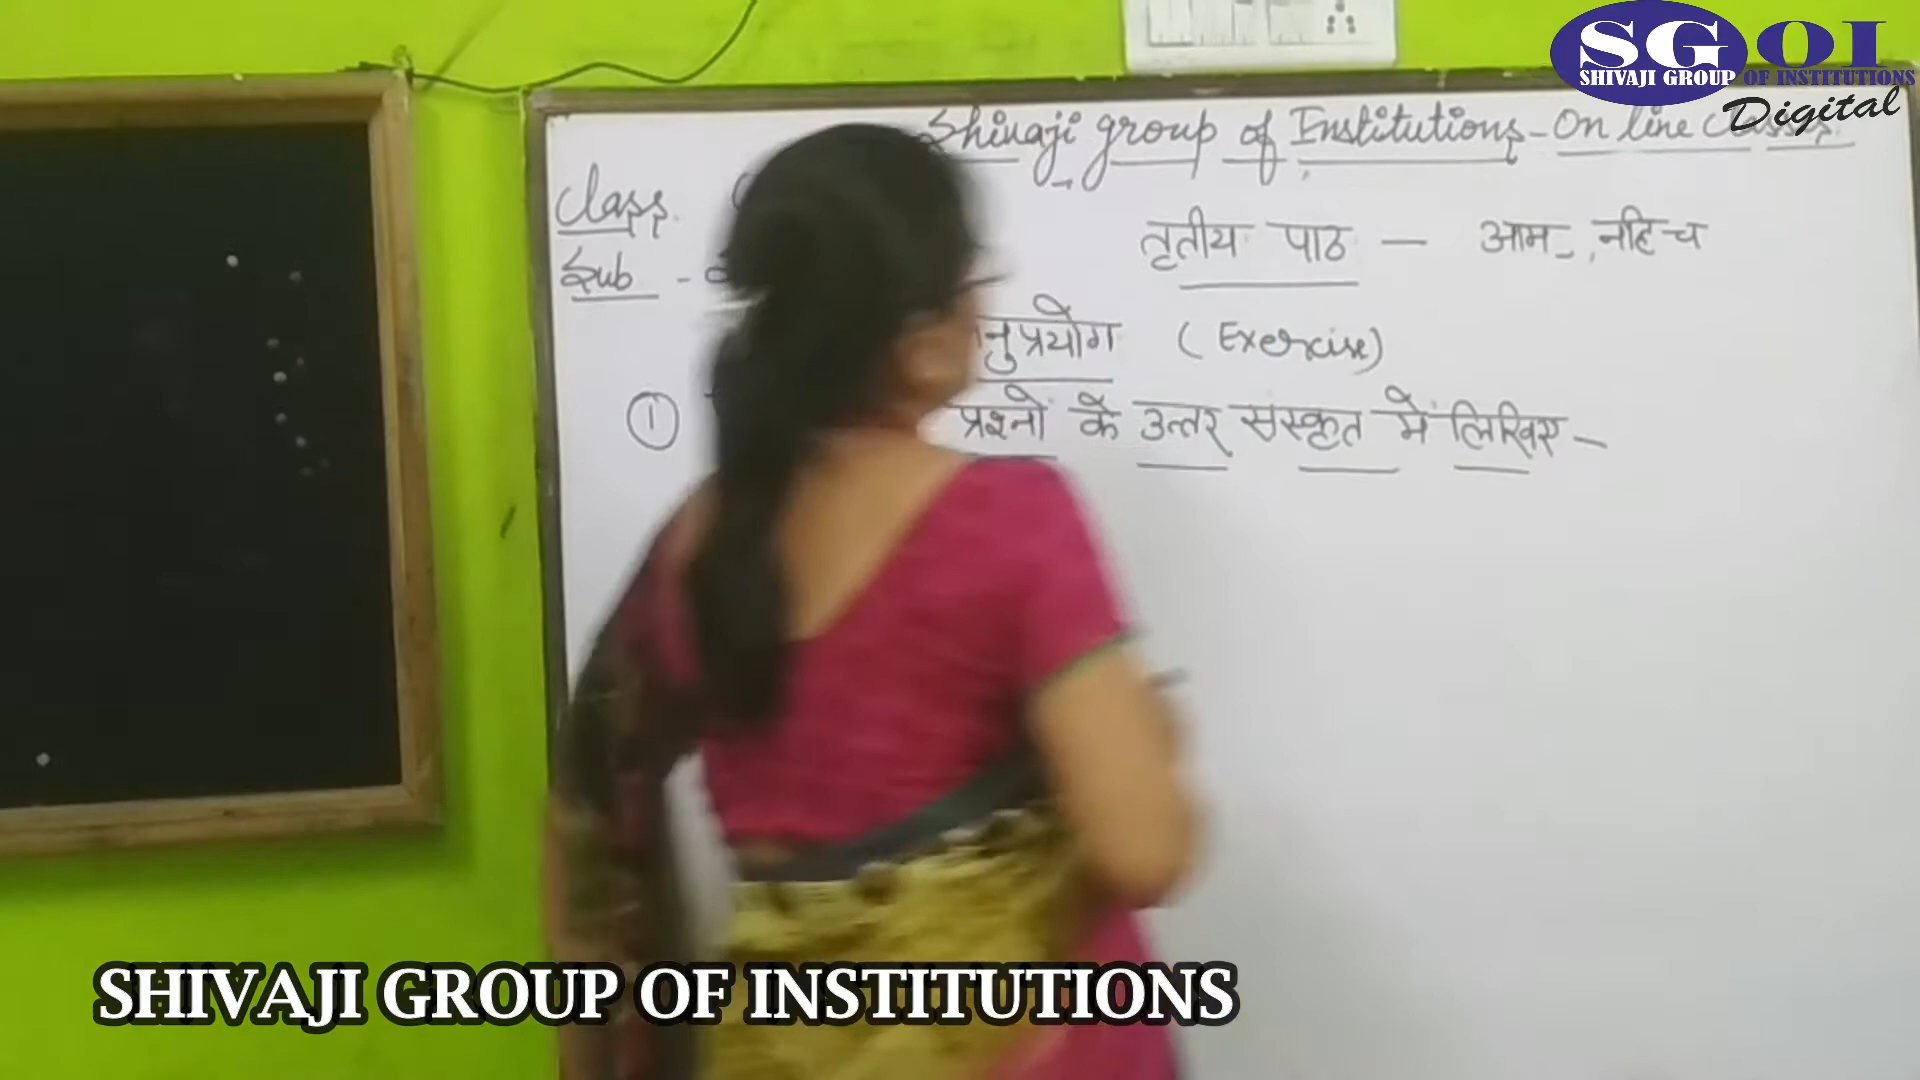 SGOI
SHIVAJI GROUP OF INSTITUTIONS
Digital
Shivaji group of Institutions - On line Classes.
Class
तृतीय पाठ - आम्, नहि च
Sub -
नुप्रयोग (Exercise)
① प्रश्नों के उत्तर संस्कृत में लिखिए -
SHIVAJI GROUP OF INSTITUTIONS